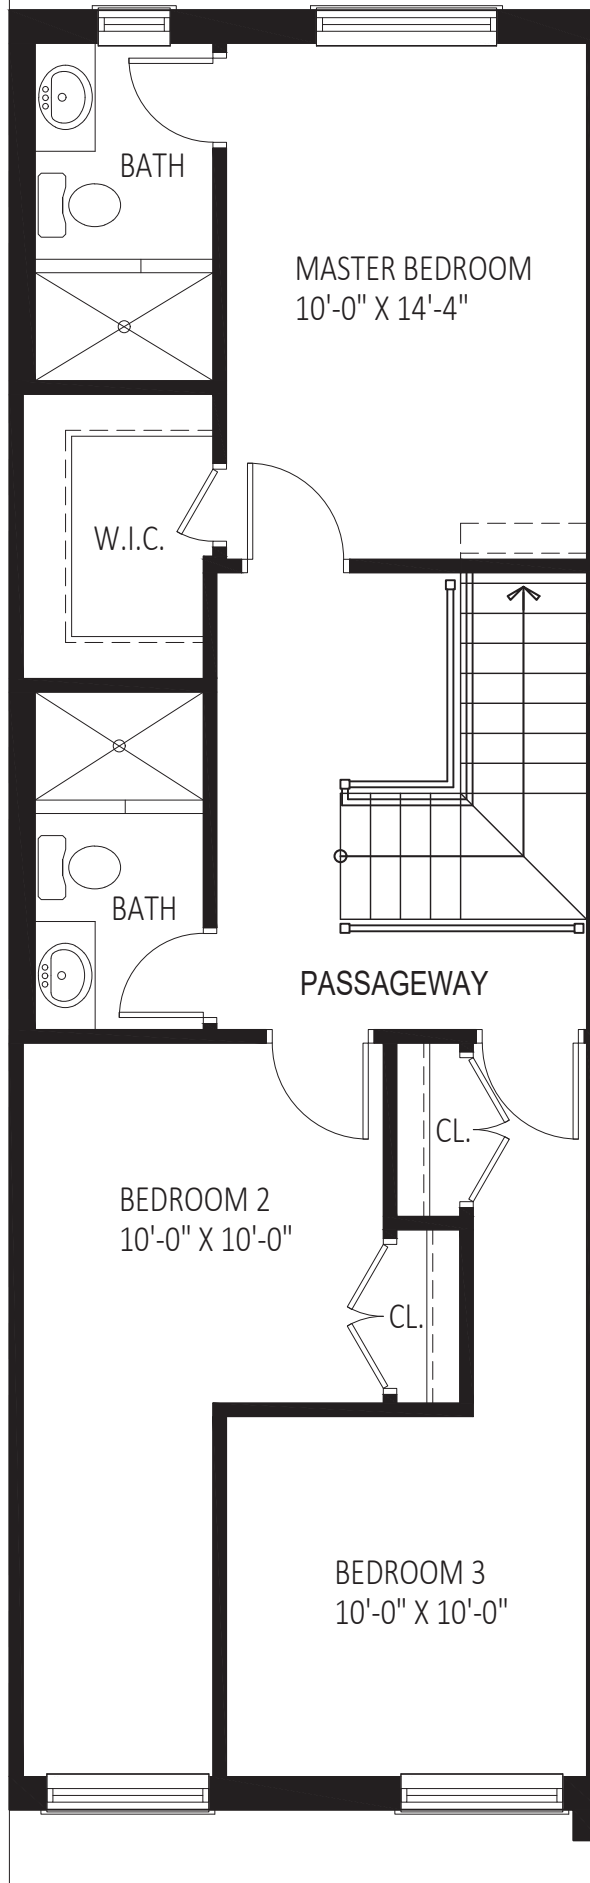 BATH
MASTER BEDROOM
10'-0" X 14'-4"
W.I.C.
BATH
PASSAGEWAY
CL.
BEDROOM 2
10'-0" X 10'-0"
CL.
BEDROOM 3
10'-0" X 10'-0"